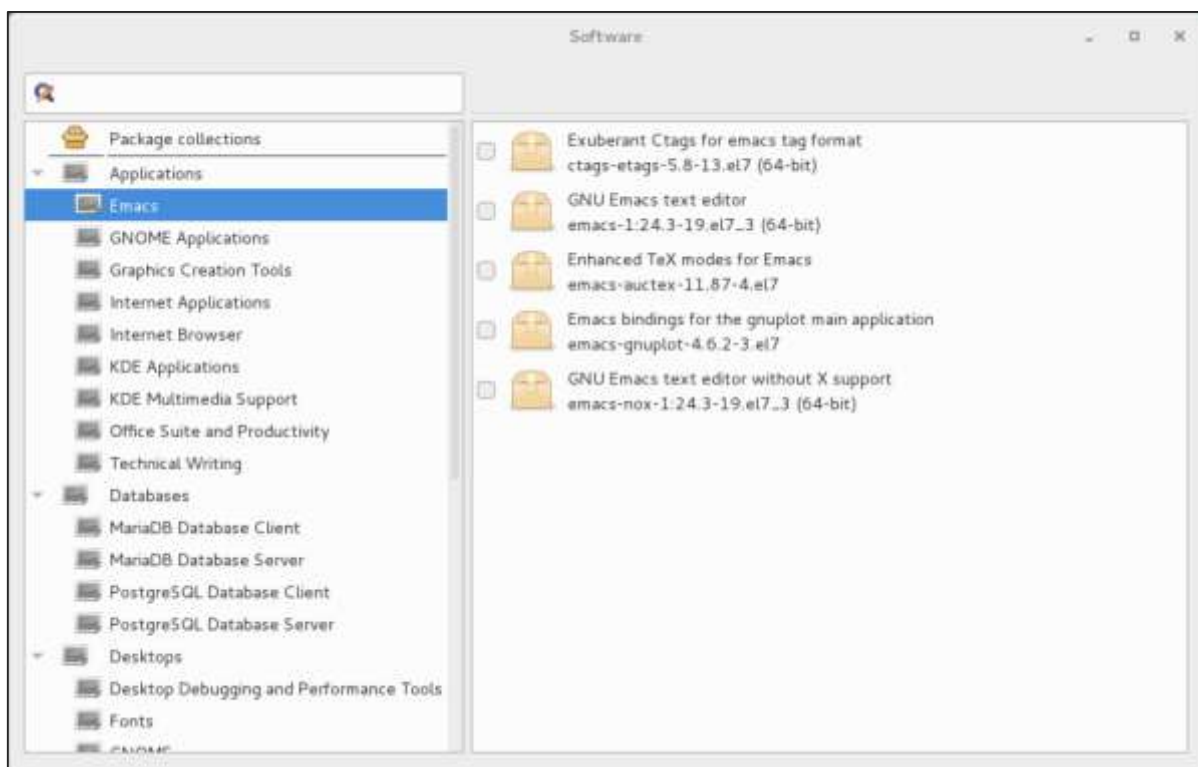 Software
Package collections
Applications
Emacs
GNOME Applications
Graphics Creation Tools
Internet Applications
Internet Browser
KDE Applications
KDE Multimedia Support
Office Suite and Productivity
Technical Writing
Databases
MariaDB Database Client
MariaDB Database Server
PostgreSQL Database Client
PostgreSQL Database Server
Desktops
Desktop Debugging and Performance Tools
Fonts
GNOME
Exuberant Ctags for emacs tag format
ctags-etags-5.8-13.el7 (64-bit)
GNU Emacs text editor
emacs-1:24.3-19.el7_3 (64-bit)
Enhanced TeX modes for Emacs
emacs-auctex-11.87-4.el7
Emacs bindings for the gnuplot main application
emacs-gnuplot-4.6.2-3.el7
GNU Emacs text editor without X support
emacs-nox-1:24.3-19.el7_3 (64-bit)